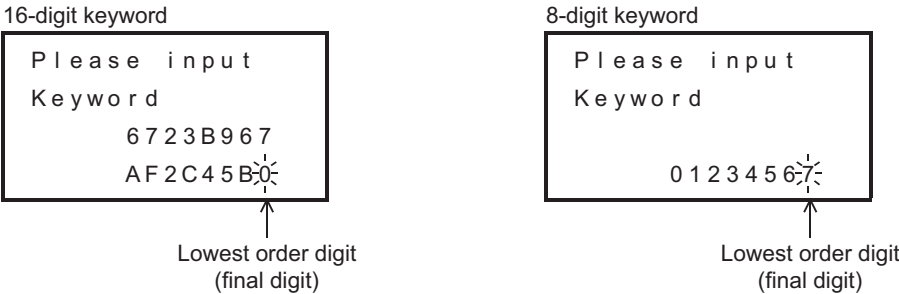 16-digit keyword
Please input
Keyword
6723B967
AF2C45B0
Lowest order digit
(final digit)
8-digit keyword
Please input
Keyword
01234567
Lowest order digit
(final digit)